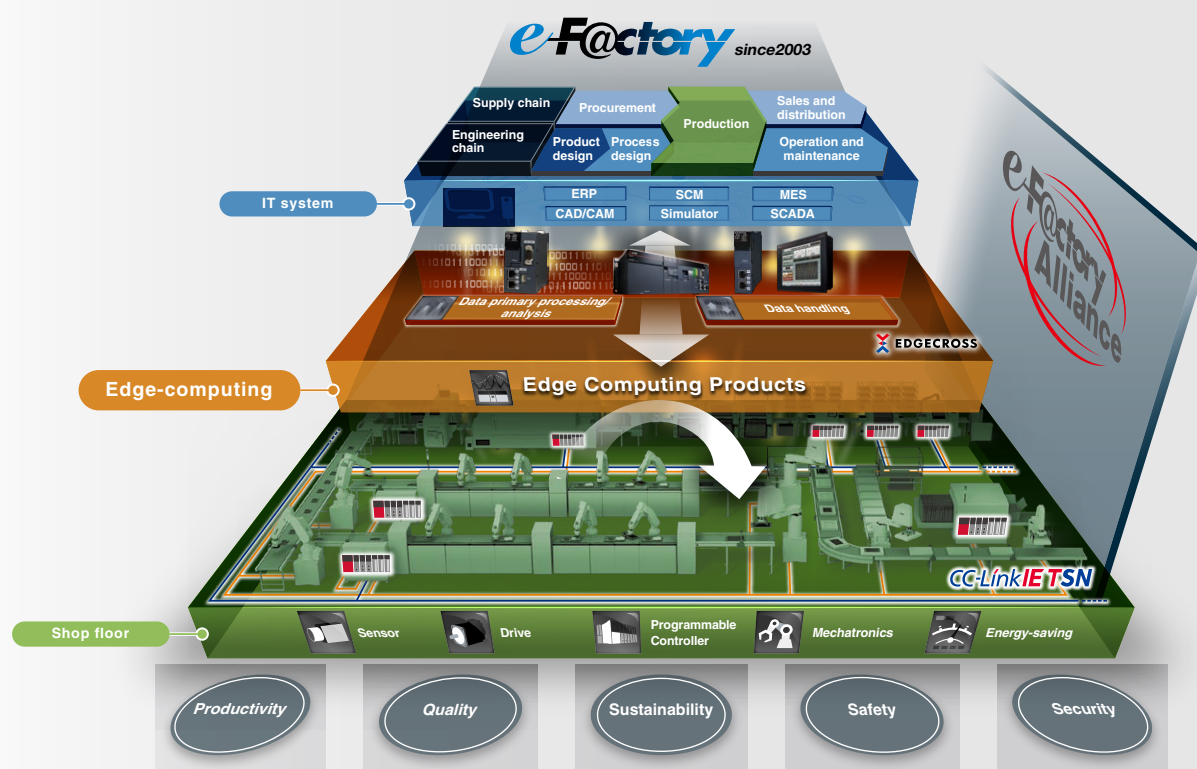 e-F@ctory since2003
Supply chain
Procurement
Production
Sales and
distribution
Engineering
chain
Product
design
Process
design
Operation and
maintenance
IT system
ERP
SCM
MES
CAD/CAM
Simulator
SCADA
e-F@ctory
Alliance
Data primary processing/
analysis
Data handling
EDGECROSS
Edge-computing
Edge Computing Products
CC-Link IE TSN
Shop floor
Sensor
Drive
Programmable
Controller
Mechatronics
Energy-saving
Productivity
Quality
Sustainability
Safety
Security